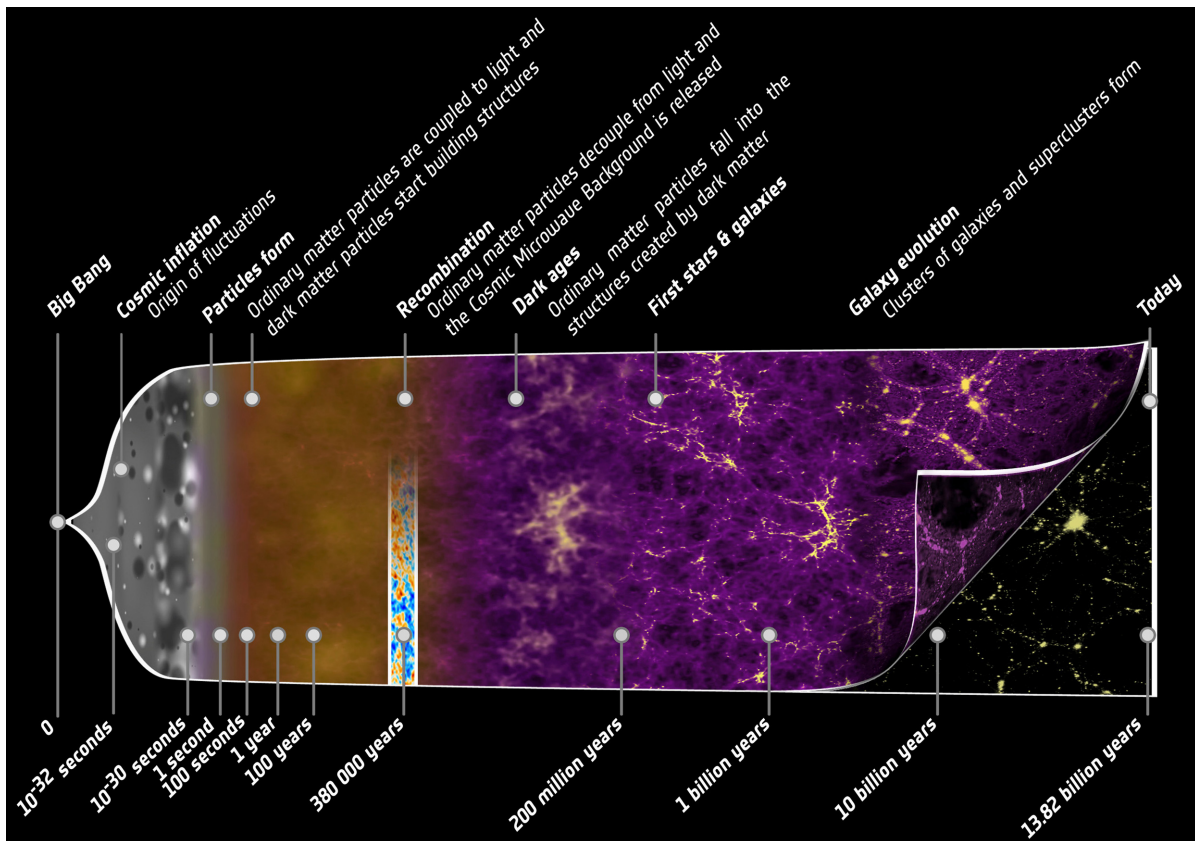 Big Bang
Cosmic inflation
Origin of fluctuations
Particles form
Ordinary matter particles are coupled to light and
dark matter particles start building structures
Recombination
Ordinary matter particles decouple from light and
the Cosmic Microwave Background is released
Dark ages
Ordinary matter particles fall into the
structures created by dark matter
First stars & galaxies
Galaxy evolution
Clusters of galaxies and superclusters form
Today
0
10-32 seconds
10-30 seconds
1 second
100 seconds
1 year
100 years
380 000 years
200 million years
1 billion years
10 billion years
13.82 billion years